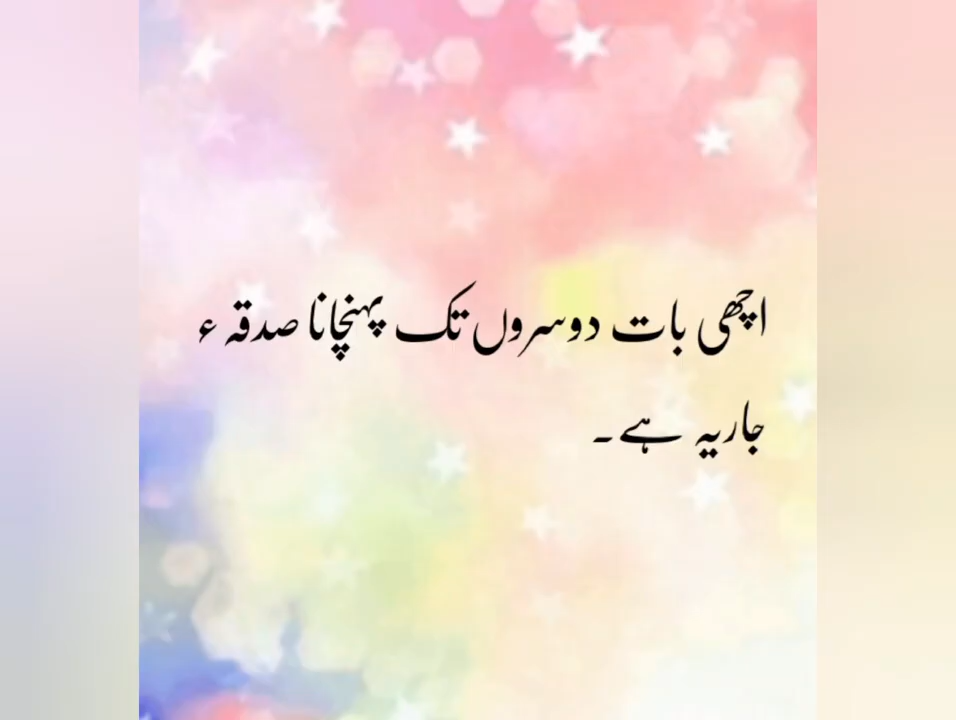 اچھی بات دوسروں تک پہنچانا صدقہ ء
جاریہ ہے۔